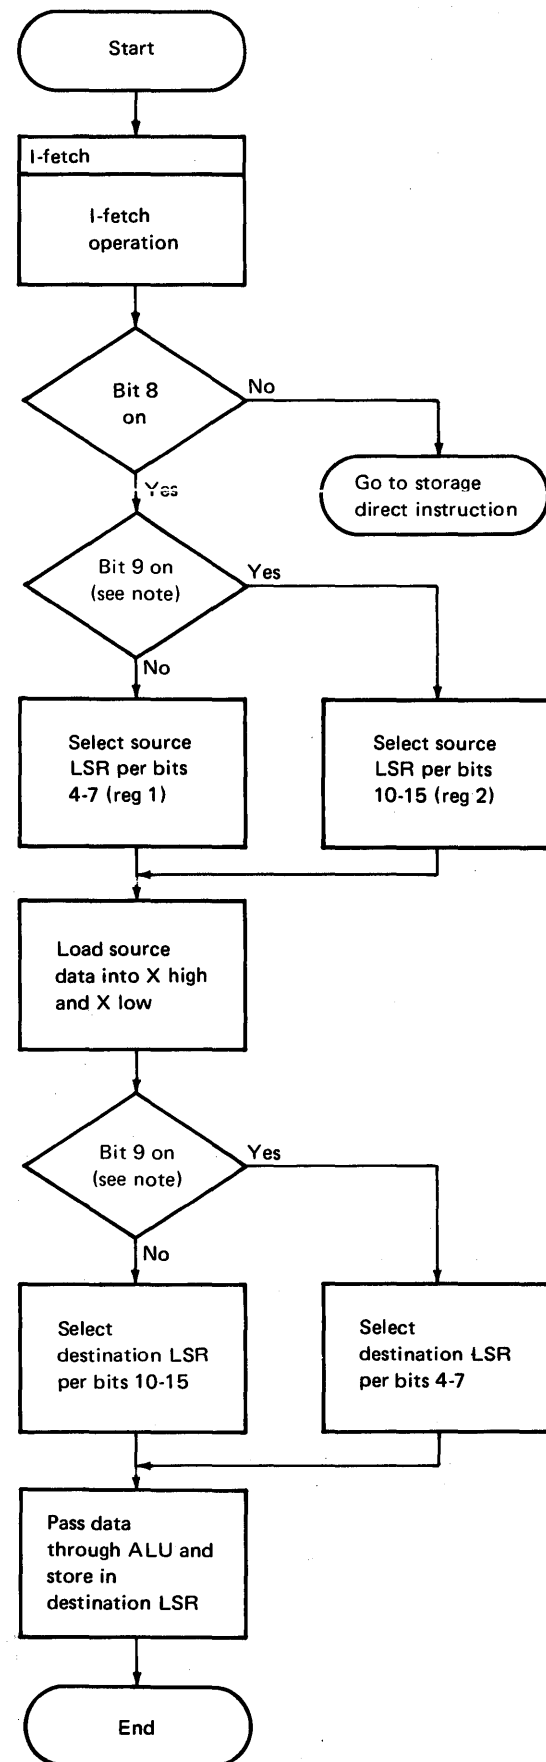 Start
I-fetch
I-fetch
operation
Bit 8
on
No
Go to storage
direct instruction
Yes
Bit 9 on
(see note)
Yes
No
Select source
LSR per bits
4-7 (reg 1)
Select source
LSR per bits
10-15 (reg 2)
Load source
data into X high
and X low
Bit 9 on
(see note)
Yes
No
Select
destination LSR
per bits 10-15
Select
destination LSR
per bits 4-7
Pass data
through ALU and
store in
destination LSR
End